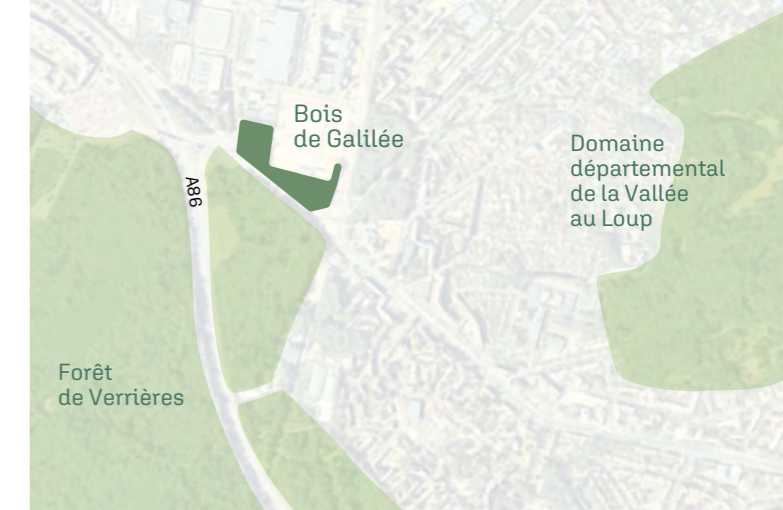 Bois
de Galilée
Domaine
départemental
de la Vallée
au Loup
A86
Forêt
de Verrières